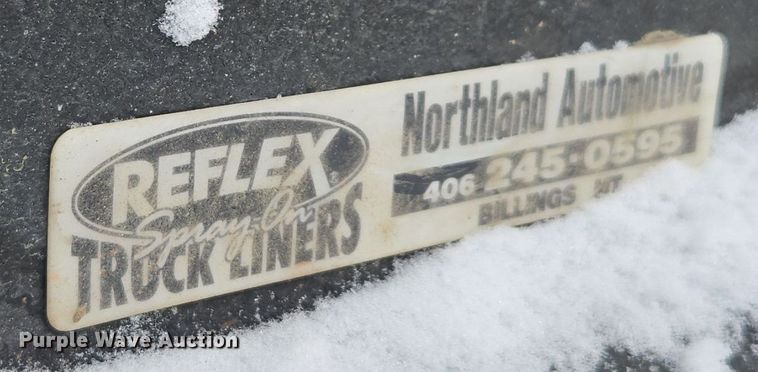 REFLEX®
Spray-On
TRUCK LINERS
Northland Automotive
406 245-0595
BILLINGS MT
Purple Wave Auction